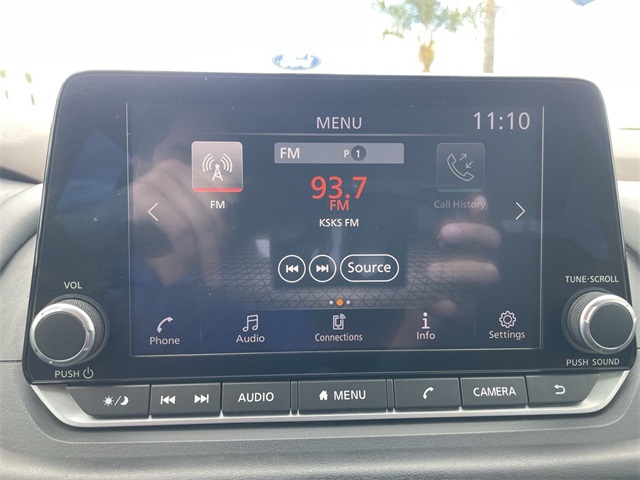 Ford
MENU
11:10
FM P 1
93.7
FM
KSKS FM
FM
Call History
Source
Phone
Audio
Connections
Info
Settings
VOL
PUSH
TUNE·SCROLL
PUSH SOUND
AUDIO
MENU
CAMERA